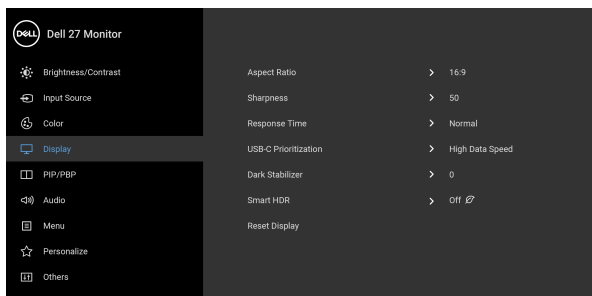 DELL Dell 27 Monitor
Brightness/Contrast Aspect Ratio 16:9
Input Source Sharpness 50
Color Response Time Normal
Display USB-C Prioritization High Data Speed
PIP/PBP Dark Stabilizer 0
Audio Smart HDR Off
Menu Reset Display
Personalize
Others